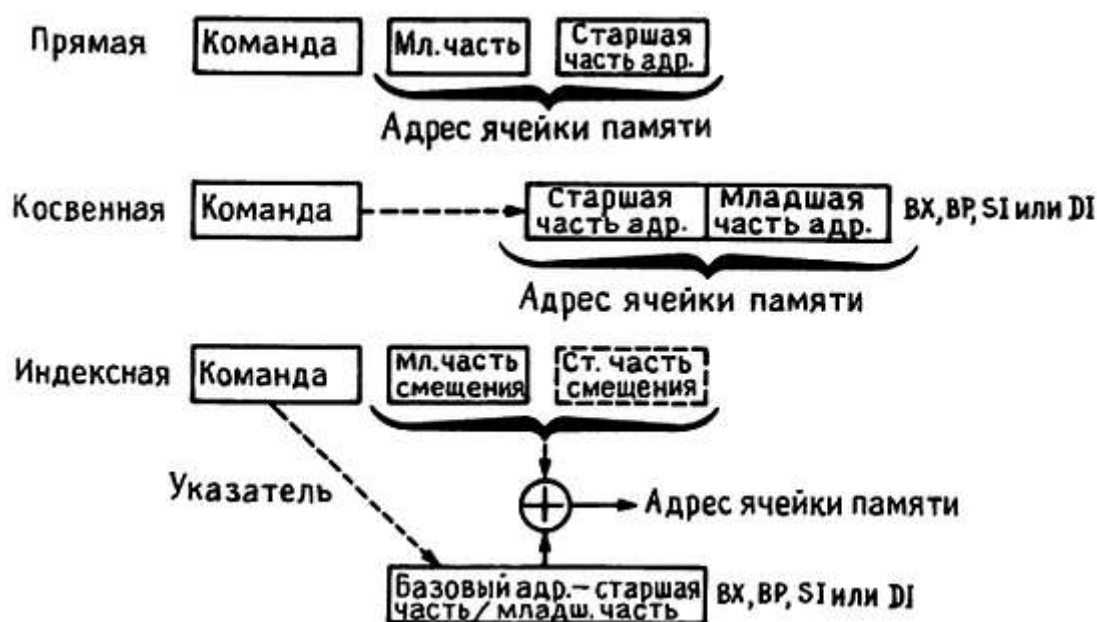 Прямая Команда Мл. часть Старшая
часть адр.
Адрес ячейки памяти
Косвенная Команда Старшая Младшая BX, BP, SI или DI
часть адр. часть адр.
Адрес ячейки памяти
Индексная Команда Мл. часть Ст. часть
смещения смещения
Указатель
Адрес ячейки памяти
Базовый адр.– старшая BX, BP, SI или DI
часть / младш. часть